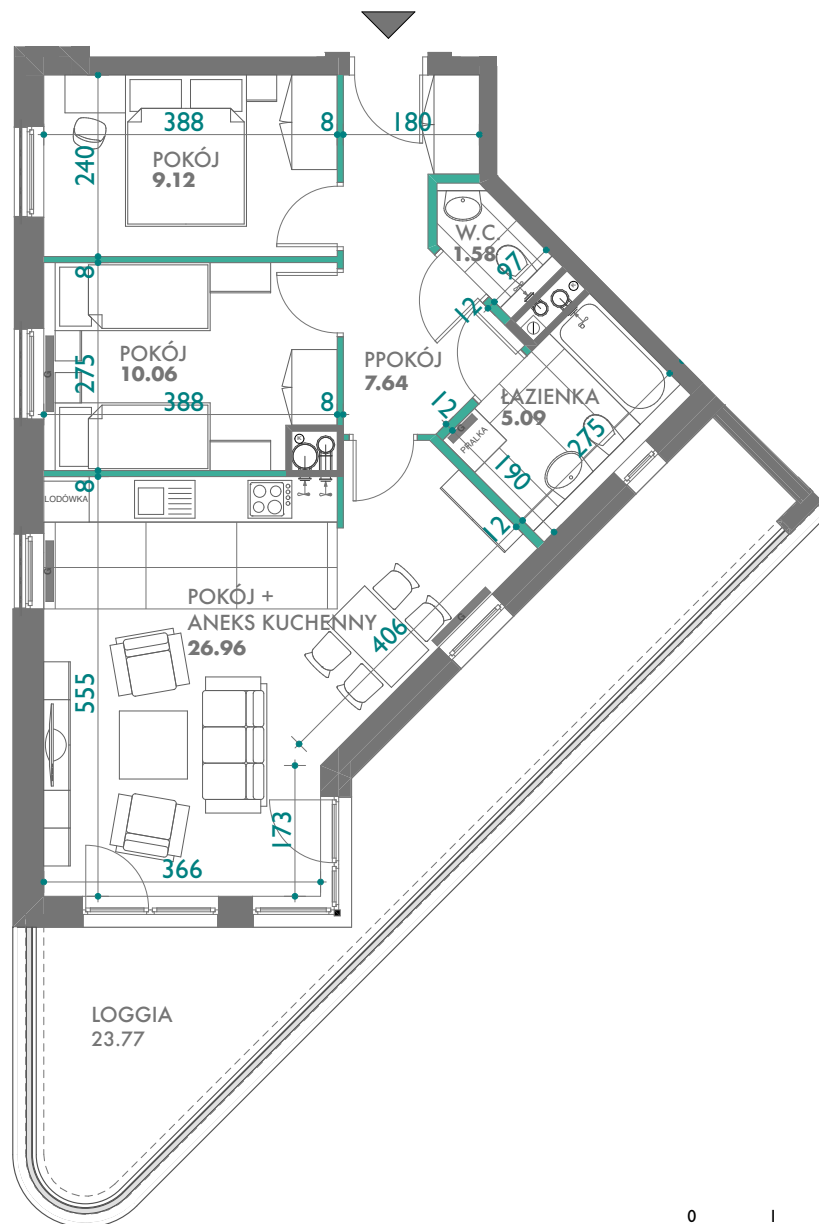 388
8
180
POKÓJ
9.12
240
W.C.
1.58
97
8
12
K
POKÓJ
10.06
275
388
8
G
PPOKÓJ
7.64
ŁAZIENKA
5.09
12
G
PRALKA
275
190
12
K
8
LODÓWKA
G
POKÓJ +
ANEKS KUCHENNY
26.96
406
G
555
173
366
LOGGIA
23.77
0 1